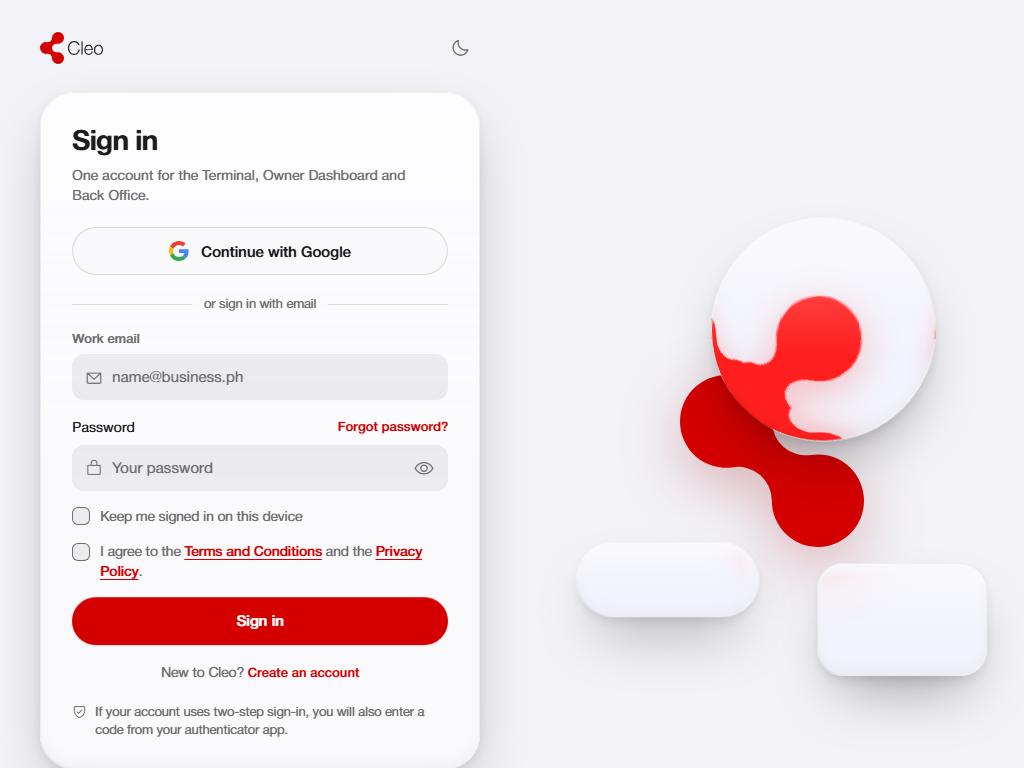 Cleo
Sign in
One account for the Terminal, Owner Dashboard and
Back Office.
Continue with Google
or sign in with email
Work email
name@business.ph
Password
Forgot password?
Your password
Keep me signed in on this device
I agree to the Terms and Conditions and the Privacy
Policy.
Sign in
New to Cleo? Create an account
If your account uses two-step sign-in, you will also enter a
code from your authenticator app.